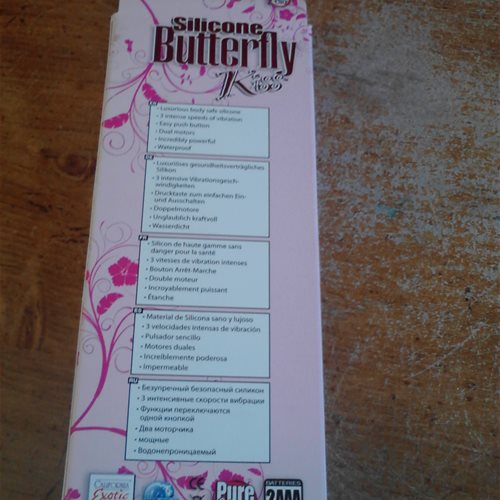 Silicone
Butterfly
Kiss
EN
• Luxurious body safe silicone
• 3 intense speeds of vibration
• Easy push button
• Dual motors
• Incredibly powerful
• Waterproof
DE
• Luxuriöses gesundheitsverträgliches
Silikon
• 3 intensive Vibrationsgesch-
windigkeiten
• Drucktaste zum einfachen Ein-
und Ausschalten
• Doppelmotore
• Unglaublich kraftvoll
• Wasserdicht
FR
• Silicon de haute gamme sans
danger pour la santé
• 3 vitesses de vibration intenses
• Bouton Arrêt-Marche
• Double moteur
• Incroyablement puissant
• Étanche
ES
• Material de Silicona sano y lujoso
• 3 velocidades intensas de vibración
• Pulsador sencillo
• Motores duales
• Increíblemente poderosa
• Impermeable
RU
• Безупречный безопасный силикон
• 3 интенсивные скорости вибрации
• Функции переключаются
одной кнопкой
• Два моторчика
• мощные
• Водонепроницаемый
CALIFORNIA
Exotic
CE
Pure
BATTERIES
2AAA